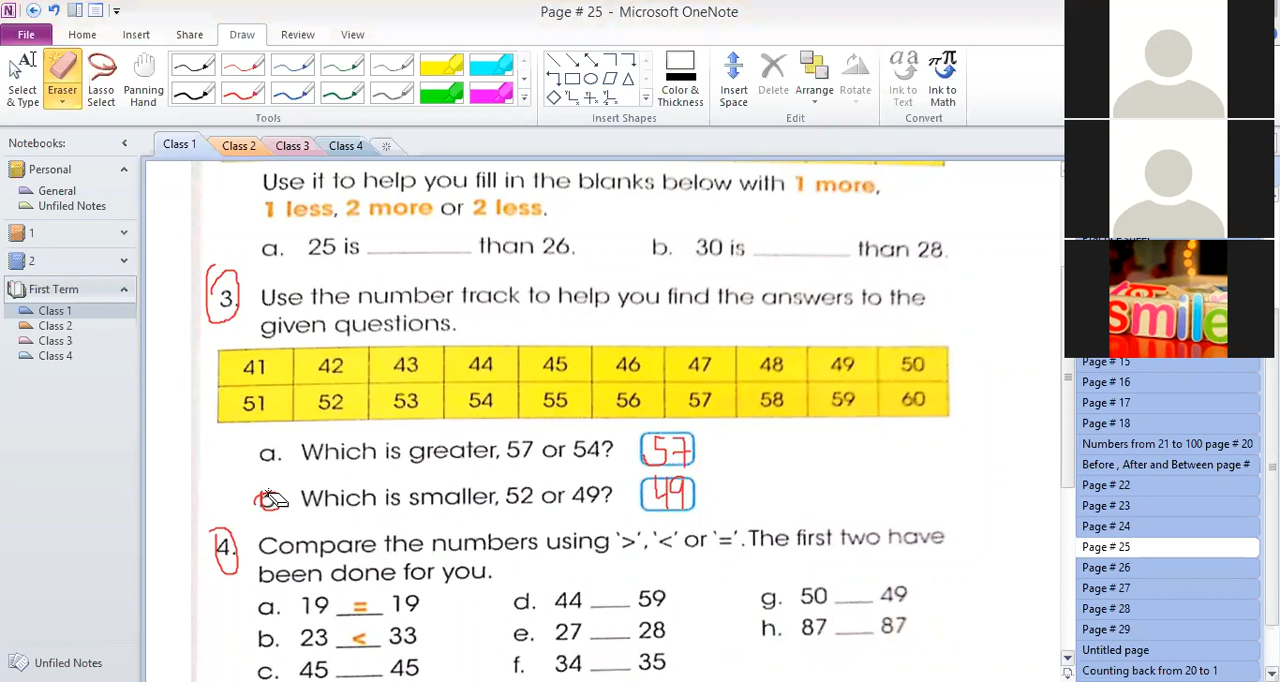 Page # 25 - Microsoft OneNote
File Home Insert Share Draw Review View
Select & Type Eraser Lasso Select Panning Hand Color & Thickness Insert Space Delete Arrange Rotate Ink to Text Ink to Math
Tools Insert Shapes Edit Convert
Notebooks:
Personal
General
Unfiled Notes
1
2
First Term
Class 1
Class 2
Class 3
Class 4
Unfiled Notes
Class 1 Class 2 Class 3 Class 4
Use it to help you fill in the blanks below with 1 more,
1 less, 2 more or 2 less.
a. 25 is ________ than 26. b. 30 is ________ than 28.
3. Use the number track to help you find the answers to the
given questions.
41 42 43 44 45 46 47 48 49 50
51 52 53 54 55 56 57 58 59 60
a. Which is greater, 57 or 54? 57
Which is smaller, 52 or 49? 49
4. Compare the numbers using '>', '<' or '='. The first two have
been done for you.
a. 19 = 19 d. 44 ___ 59 g. 50 ___ 49
b. 23 < 33 e. 27 ___ 28 h. 87 ___ 87
c. 45 ___ 45 f. 34 ___ 35
smile
Page # 15
Page # 16
Page # 17
Page # 18
Numbers from 21 to 100 page # 20
Before , After and Between page #
Page # 22
Page # 23
Page # 24
Page # 25
Page # 26
Page # 27
Page # 28
Page # 29
Untitled page
Counting back from 20 to 1